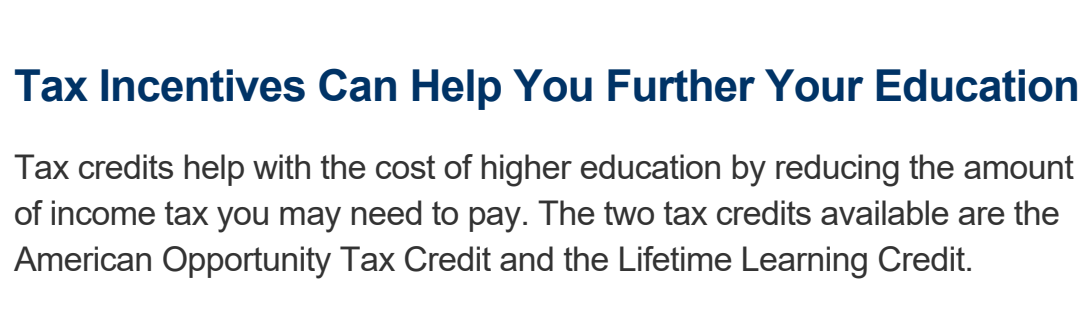 Tax Incentives Can Help You Further Your Education
Tax credits help with the cost of higher education by reducing the amount
of income tax you may need to pay. The two tax credits available are the
American Opportunity Tax Credit and the Lifetime Learning Credit.